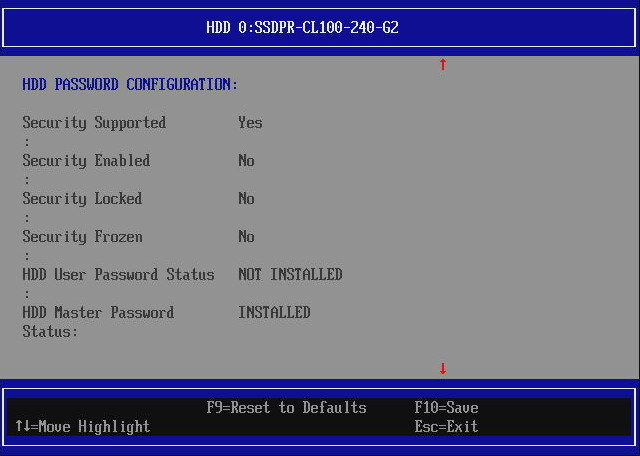 HDD 0:SSDPR-CL100-240-G2
↑
HDD PASSWORD CONFIGURATION:
Security Supported Yes
:
Security Enabled No
:
Security Locked No
:
Security Frozen No
:
HDD User Password Status NOT INSTALLED
:
HDD Master Password INSTALLED
Status:
↓
F9=Reset to Defaults F10=Save
↑↓=Move Highlight Esc=Exit